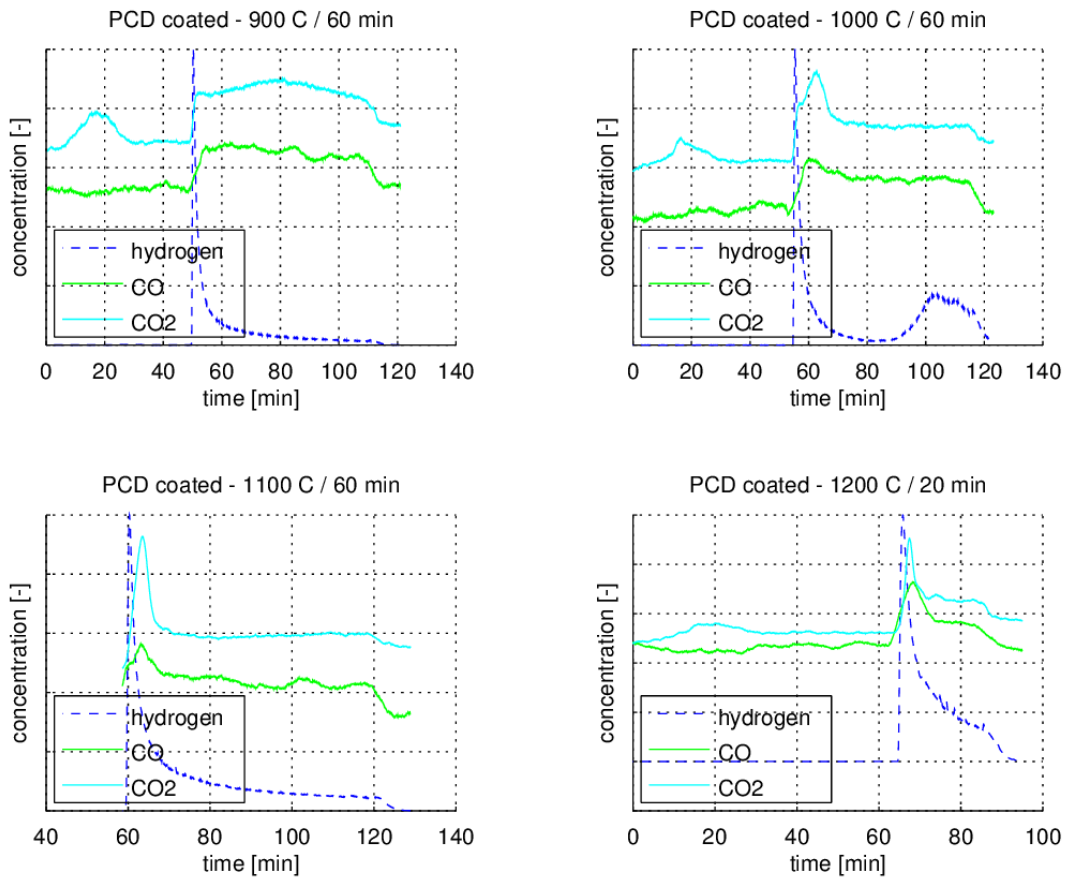 PCD coated - 900 C / 60 min
concentration [-]
hydrogen
CO
CO2
0 20 40 60 80 100 120 140
time [min]
PCD coated - 1000 C / 60 min
concentration [-]
hydrogen
CO
CO2
0 20 40 60 80 100 120 140
time [min]
PCD coated - 1100 C / 60 min
concentration [-]
hydrogen
CO
CO2
40 60 80 100 120 140
time [min]
PCD coated - 1200 C / 20 min
concentration [-]
hydrogen
CO
CO2
0 20 40 60 80 100
time [min]